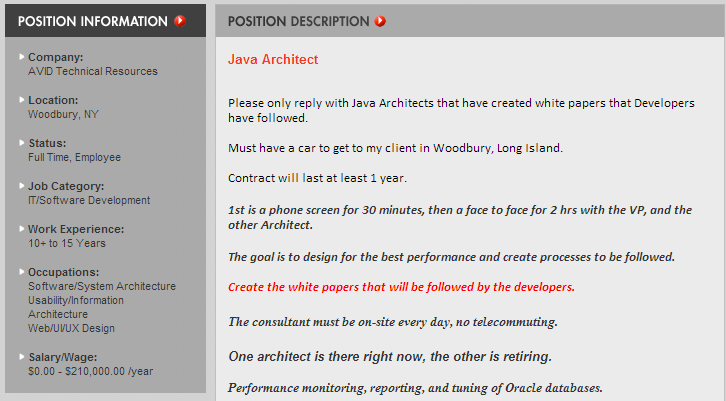 POSITION INFORMATION
Company:
AVID Technical Resources
Location:
Woodbury, NY
Status:
Full Time, Employee
Job Category:
IT/Software Development
Work Experience:
10+ to 15 Years
Occupations:
Software/System Architecture
Usability/Information
Architecture
Web/UI/UX Design
Salary/Wage:
$0.00 - $210,000.00 /year
POSITION DESCRIPTION
Java Architect
Please only reply with Java Architects that have created white papers that Developers
have followed.
Must have a car to get to my client in Woodbury, Long Island.
Contract will last at least 1 year.
1st is a phone screen for 30 minutes, then a face to face for 2 hrs with the VP, and the
other Architect.
The goal is to design for the best performance and create processes to be followed.
Create the white papers that will be followed by the developers.
The consultant must be on-site every day, no telecommuting.
One architect is there right now, the other is retiring.
Performance monitoring, reporting, and tuning of Oracle databases.